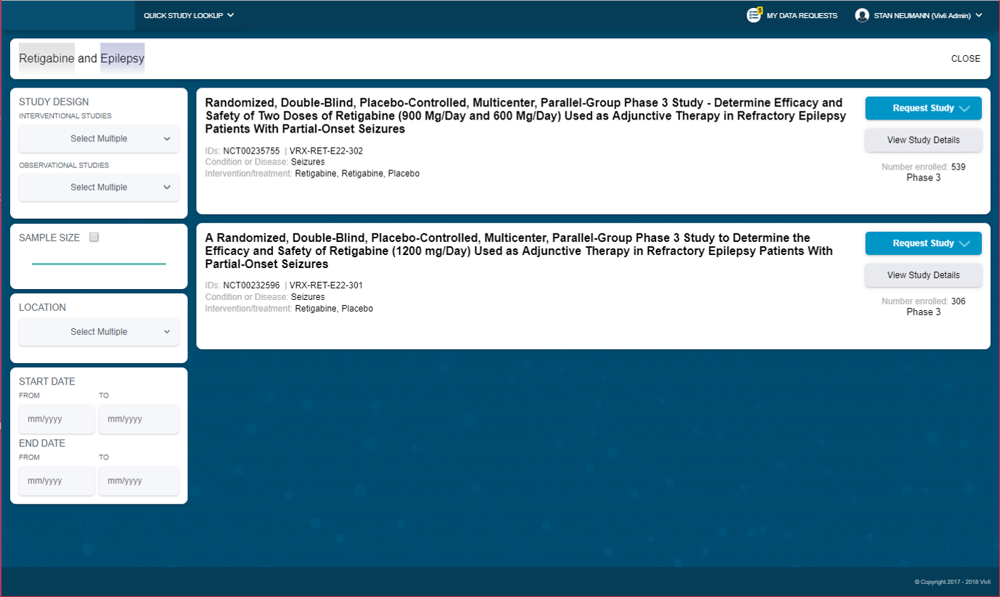 QUICK STUDY LOOKUP
5
MY DATA REQUESTS
STAN NEUMANN (Vivli Admin)
Retigabine and Epilepsy
CLOSE
STUDY DESIGN
INTERVENTIONAL STUDIES
Select Multiple
OBSERVATIONAL STUDIES
Select Multiple
SAMPLE SIZE
LOCATION
Select Multiple
START DATE
FROM TO
mm/yyyy mm/yyyy
END DATE
FROM TO
mm/yyyy mm/yyyy
Randomized, Double-Blind, Placebo-Controlled, Multicenter, Parallel-Group Phase 3 Study - Determine Efficacy and
Safety of Two Doses of Retigabine (900 Mg/Day and 600 Mg/Day) Used as Adjunctive Therapy in Refractory Epilepsy
Patients With Partial-Onset Seizures
IDs: NCT00235755 | VRX-RET-E22-302
Condition or Disease: Seizures
Intervention/treatment: Retigabine, Retigabine, Placebo
Request Study
View Study Details
Number enrolled: 539
Phase 3
A Randomized, Double-Blind, Placebo-Controlled, Multicenter, Parallel-Group Phase 3 Study to Determine the
Efficacy and Safety of Retigabine (1200 mg/Day) Used as Adjunctive Therapy in Refractory Epilepsy Patients With
Partial-Onset Seizures
IDs: NCT00232596 | VRX-RET-E22-301
Condition or Disease: Seizures
Intervention/treatment: Retigabine, Placebo
Request Study
View Study Details
Number enrolled: 306
Phase 3
© Copyright 2017 - 2018 Vivli